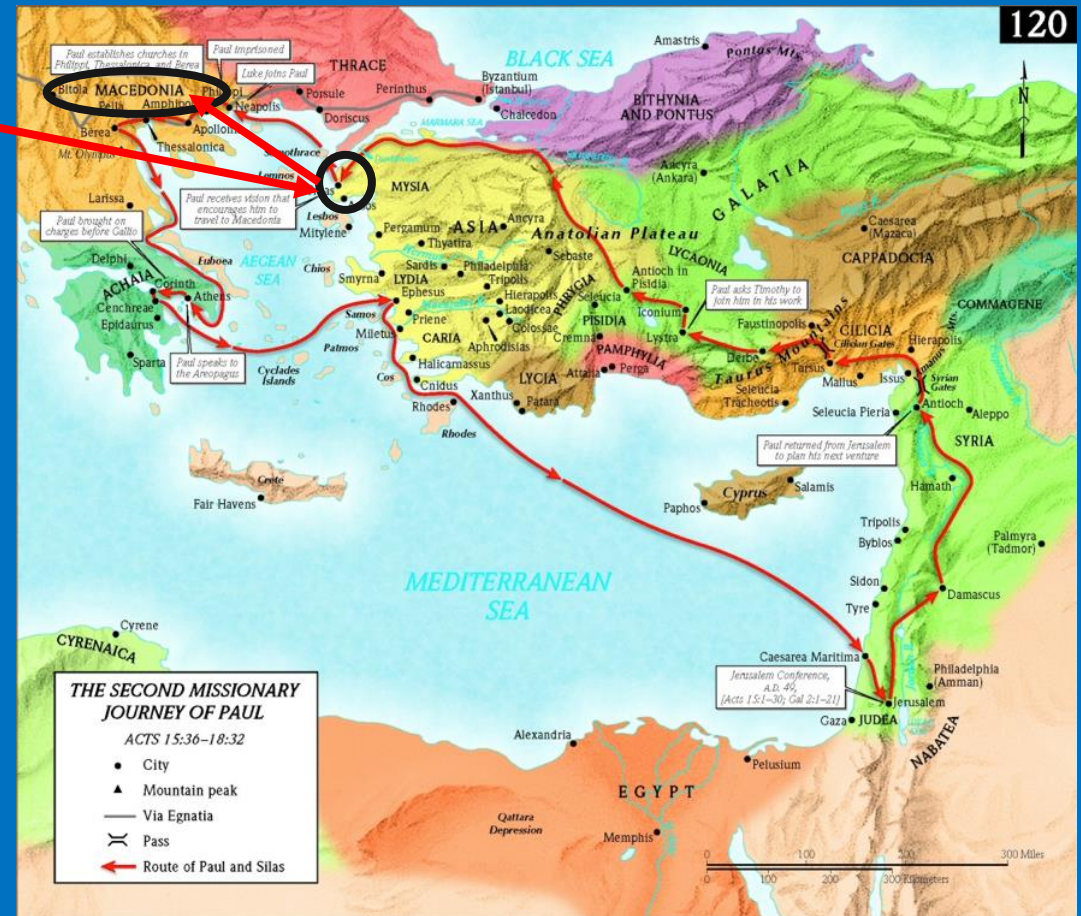 120
BLACK SEA
Amastris
Pontus Mts.
Paul establishes churches in
Philippi, Thessalonica, and Berea
Paul imprisoned
Luke joins Paul
THRACE
Byzantium
(Istanbul)
Bitola
MACEDONIA
Porsule
Perinthus
Chalcedon
BITHYNIA
AND PONTUS
Neapolis
Doriscus
MARMARA SEA
Pella
Berea
Thessalonica
Mt. Olympus
Lemnos
MYSIA
Ancyra
(Ankara)
GALATIA
Larissa
Paul receives vision that
encourages him to
travel to Macedonia
Lesbos
Mitylene
Pergamum
ASIA
Ancyra
Anatolian Plateau
Caesarea
(Mazaca)
CAPPADOCIA
Paul brought on
charges before Gallio
Thyatira
Sebaste
LYCAONIA
Delphi
Euboea
AEGEAN
SEA
Chios
Smyrna
Sardis
Philadelphia
LYDIA
Tripolis
PHRYGIA
Antioch in
Pisidia
Paul asks Timothy to
join him in his work
COMMAGENE
ACHAIA
Corinth
Athens
Ephesus
Hierapolis
Seleucia
Iconium
Cenchreae
Samos
Priene
Laodicea
Colossae
PISIDIA
Faustinopolis
CILICIA
Cilician Gates
Epidaurus
Miletus
CARIA
Aphrodisias
Cremna
Lystra
Hierapolis
Patmos
PAMPHYLIA
Derbe
Taurus Mountains
Tarsus
Mts. Amanus
Sparta
Paul speaks to
the Areopagus
Cyclades
Islands
Halicarnassus
Attalia
Perga
Mallus
Issus
Syrian
Gates
Cos
Cnidus
LYCIA
Seleucia
Tracheotis
Xanthus
Patara
Antioch
Rhodes
Seleucia Pieria
Aleppo
Rhodes
Paul returned from Jerusalem
to plan his next venture
SYRIA
Crete
Hamath
Fair Havens
Cyprus
Salamis
Paphos
Tripolis
Byblos
Palmyra
(Tadmor)
MEDITERRANEAN
SEA
Sidon
Damascus
Tyre
Cyrene
CYRENAICA
Caesarea Maritima
Philadelphia
(Amman)
Jerusalem Conference,
A.D. 49,
[Acts 15:1–30; Gal 2:1–21]
Jerusalem
Gaza
JUDEA
NABATEA
Alexandria
Pelusium
EGYPT
Qattara
Depression
Memphis
THE SECOND MISSIONARY
JOURNEY OF PAUL
ACTS 15:36–18:32
City
Mountain peak
Via Egnatia
Pass
Route of Paul and Silas
0 100 200 300 Miles
0 100 200 300 Kilometers